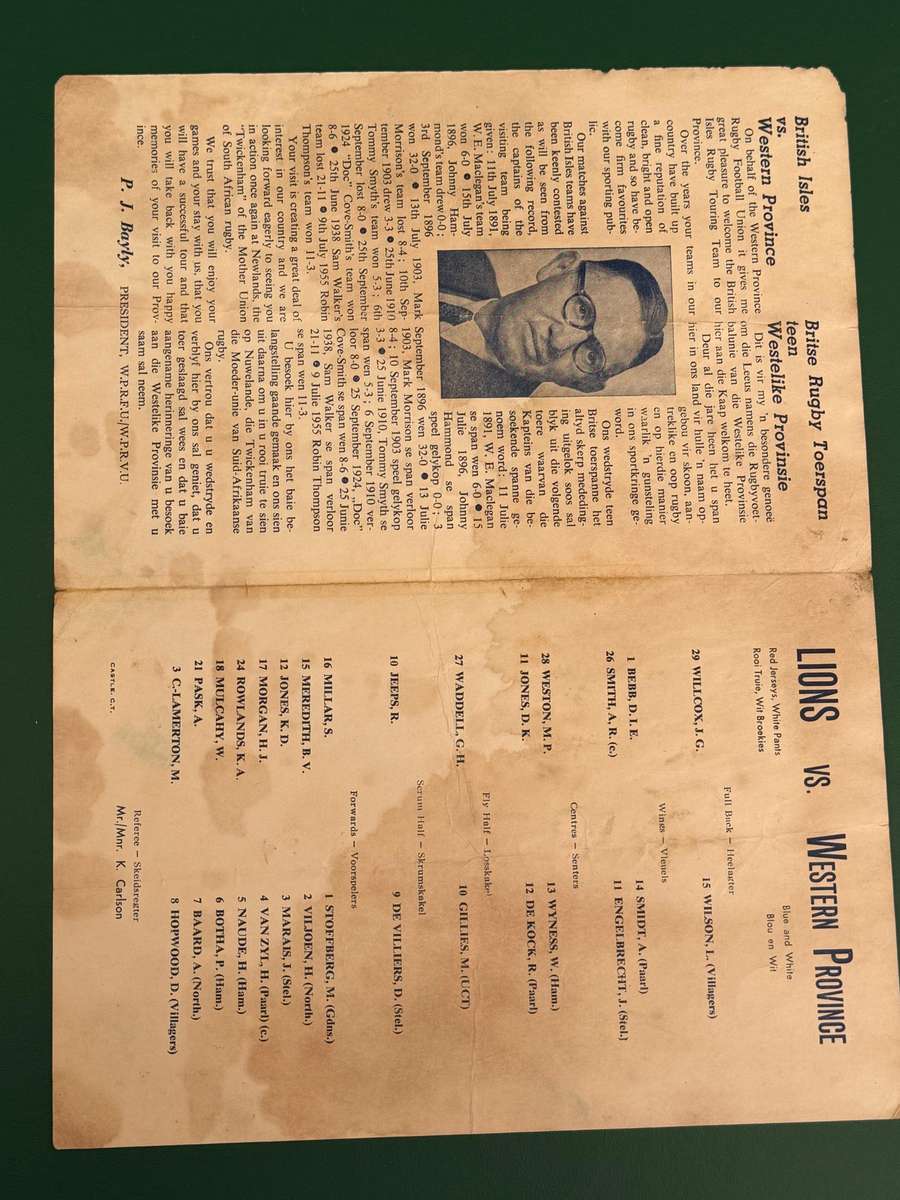 British Isles
vs.
Western Province
On behalf of the Western Province
Rugby Football Union it gives me
great pleasure to welcome the British
Isles Rugby Touring Team to our
Province.
Over the years your teams in our
country have built up
a fine reputation of
clean, bright and open
rugby and so have be-
come firm favourites
with our sporting pub-
lic.
Our matches against
British Isles teams have
been keenly contested
as will be seen from
the following record,
the captains of the
visiting team being
given: 11th July 1891,
W. E. Maclegan's team
won 6-0 ● 15th July
1896, Johnny Ham-
mond's team drew 0-0;
3rd September 1896
won 32-0 ● 13th July 1903, Mark
Morrison's team lost 8-4; 10th Sep-
tember 1903 drew 3-3 ● 25th June 1910
Tommy Smyth's team won 5-3; 6th
September lost 8-0 ● 25th September
1924 "Doc" Cove-Smith's team won
8-6 ● 25th June 1938 Sam Walker's
team lost 21-11 ● 9th July 1955 Robin
Thompson's team won 11-3.
Your visit is creating a great deal of
interest in our country and we are
looking forward eagerly to seeing you
in action once again at Newlands, the
"Twickenham" of the Mother Union
of South African rugby.
We trust that you will enjoy your
games and your stay with us, that you
will have a successful tour and that
you will take back with you happy
memories of your visit to our Prov-
ince.
Britse Rugby Toerspan
teen
Westelike Provinsie
Dit is vir my 'n besondere genoeë
om die Leeus namens die Rugbyvoet-
balunie van die Westelike Provinsie
hier aan die Kaap welkom te heet.
Deur al die jare heen het u span
hier in ons land vir hulle 'n naam op-
gebou van skoon, aan-
treklike en oop rugby
en op hierdie manier
waarlik 'n gunsteling
in ons sportkringe ge-
word.
Ons wedstryde teen
Britse toerspanne het
altyd skerp mededing-
ing uitgelok soos sal
blyk uit die volgende
toere waarvan die
Kapteins van die be-
soekende spanne ge-
noem word: 11 Julie
1891, W. E. Maclegan
se span wen 6-0 ● 15
Julie 1896, Johnny
Hammond se span
speel gelykop 0-0; 3
September 1896 wen 32-0 ● 13 Julie
1903, Mark Morrison se span verloor
8-4; 10 September 1903 speel gelykop
3-3 ● 25 Junie 1910, Tommy Smyth se
span wen 5-3; 6 September 1910 ver-
loor 8-0 ● 25 September 1924, „Doc"
Cove-Smith se span wen 8-6 ● 25 Junie
1938, Sam Walker se span verloor
21-11 ● 9 Julie 1955 Robin Thompson
se span wen 11-3.
U besoek hier by ons het baie be-
langstelling gaande gemaak en ons sien
uit daarna om u in u rooi truie te sien
op Nuwelande, die Twickenham van
die Moeder-unie van Suid-Afrikaanse
rugby.
Ons vertrou dat u wedstryde en
verblyf hier by ons sal geniet, dat u
toer geslaagd sal wees en dat u baie
aangename herinneringe van u besoek
aan die Westelike Provinsie met u
saam sal neem.
P. J. Bayly, PRESIDENT, W.P.R.F.U./W.P.R.V.U.
LIONS vs. WESTERN PROVINCE
Red Jerseys, White Pants
Rooi Truie, Wit Broekies
Blue and White
Blou en Wit
Full Back — Heelagter
29 WILLCOX, J. G.
15 WILSON, L. (Villagers)
Wings — Vleuels
1 BEBB, D. I. E.
14 SMIDT, A. (Paarl)
26 SMITH, A. R. (c.)
11 ENGELBRECHT, J. (Stel.)
Centres — Senters
28 WESTON, M. P.
13 WYNESS, W. (Ham.)
11 JONES, D. K.
12 DE KOCK, R. (Paarl)
Fly Half — Losskakel
27 WADDELL, G. H.
10 GILLIES, M. (UCT)
Scrum Half — Skrumskakel
10 JEEPS, R.
9 DE VILLIERS, D. (Stel.)
Forwards — Voorspelers
16 MILLAR, S.
1 STOFFBERG, M. (Gdns.)
15 MEREDITH, B. V.
2 VILJOEN, H. (North.)
12 JONES, K. D.
3 MARAIS, J. (Stel.)
17 MORGAN, H. J.
4 VAN ZYL, H. (Paarl) (c.)
24 ROWLANDS, K. A.
5 NAUDE, H. (Ham.)
18 MULCAHY, W.
6 BOTHA, P. (Ham.)
21 PASK, A.
7 BAARD, A. (North.)
3 C.-LAMERTON, M.
8 HOPWOOD, D. (Villagers)
Referee — Skeidsregter
Mr./Mnr. K. Carlson
CASTLE, C.T.